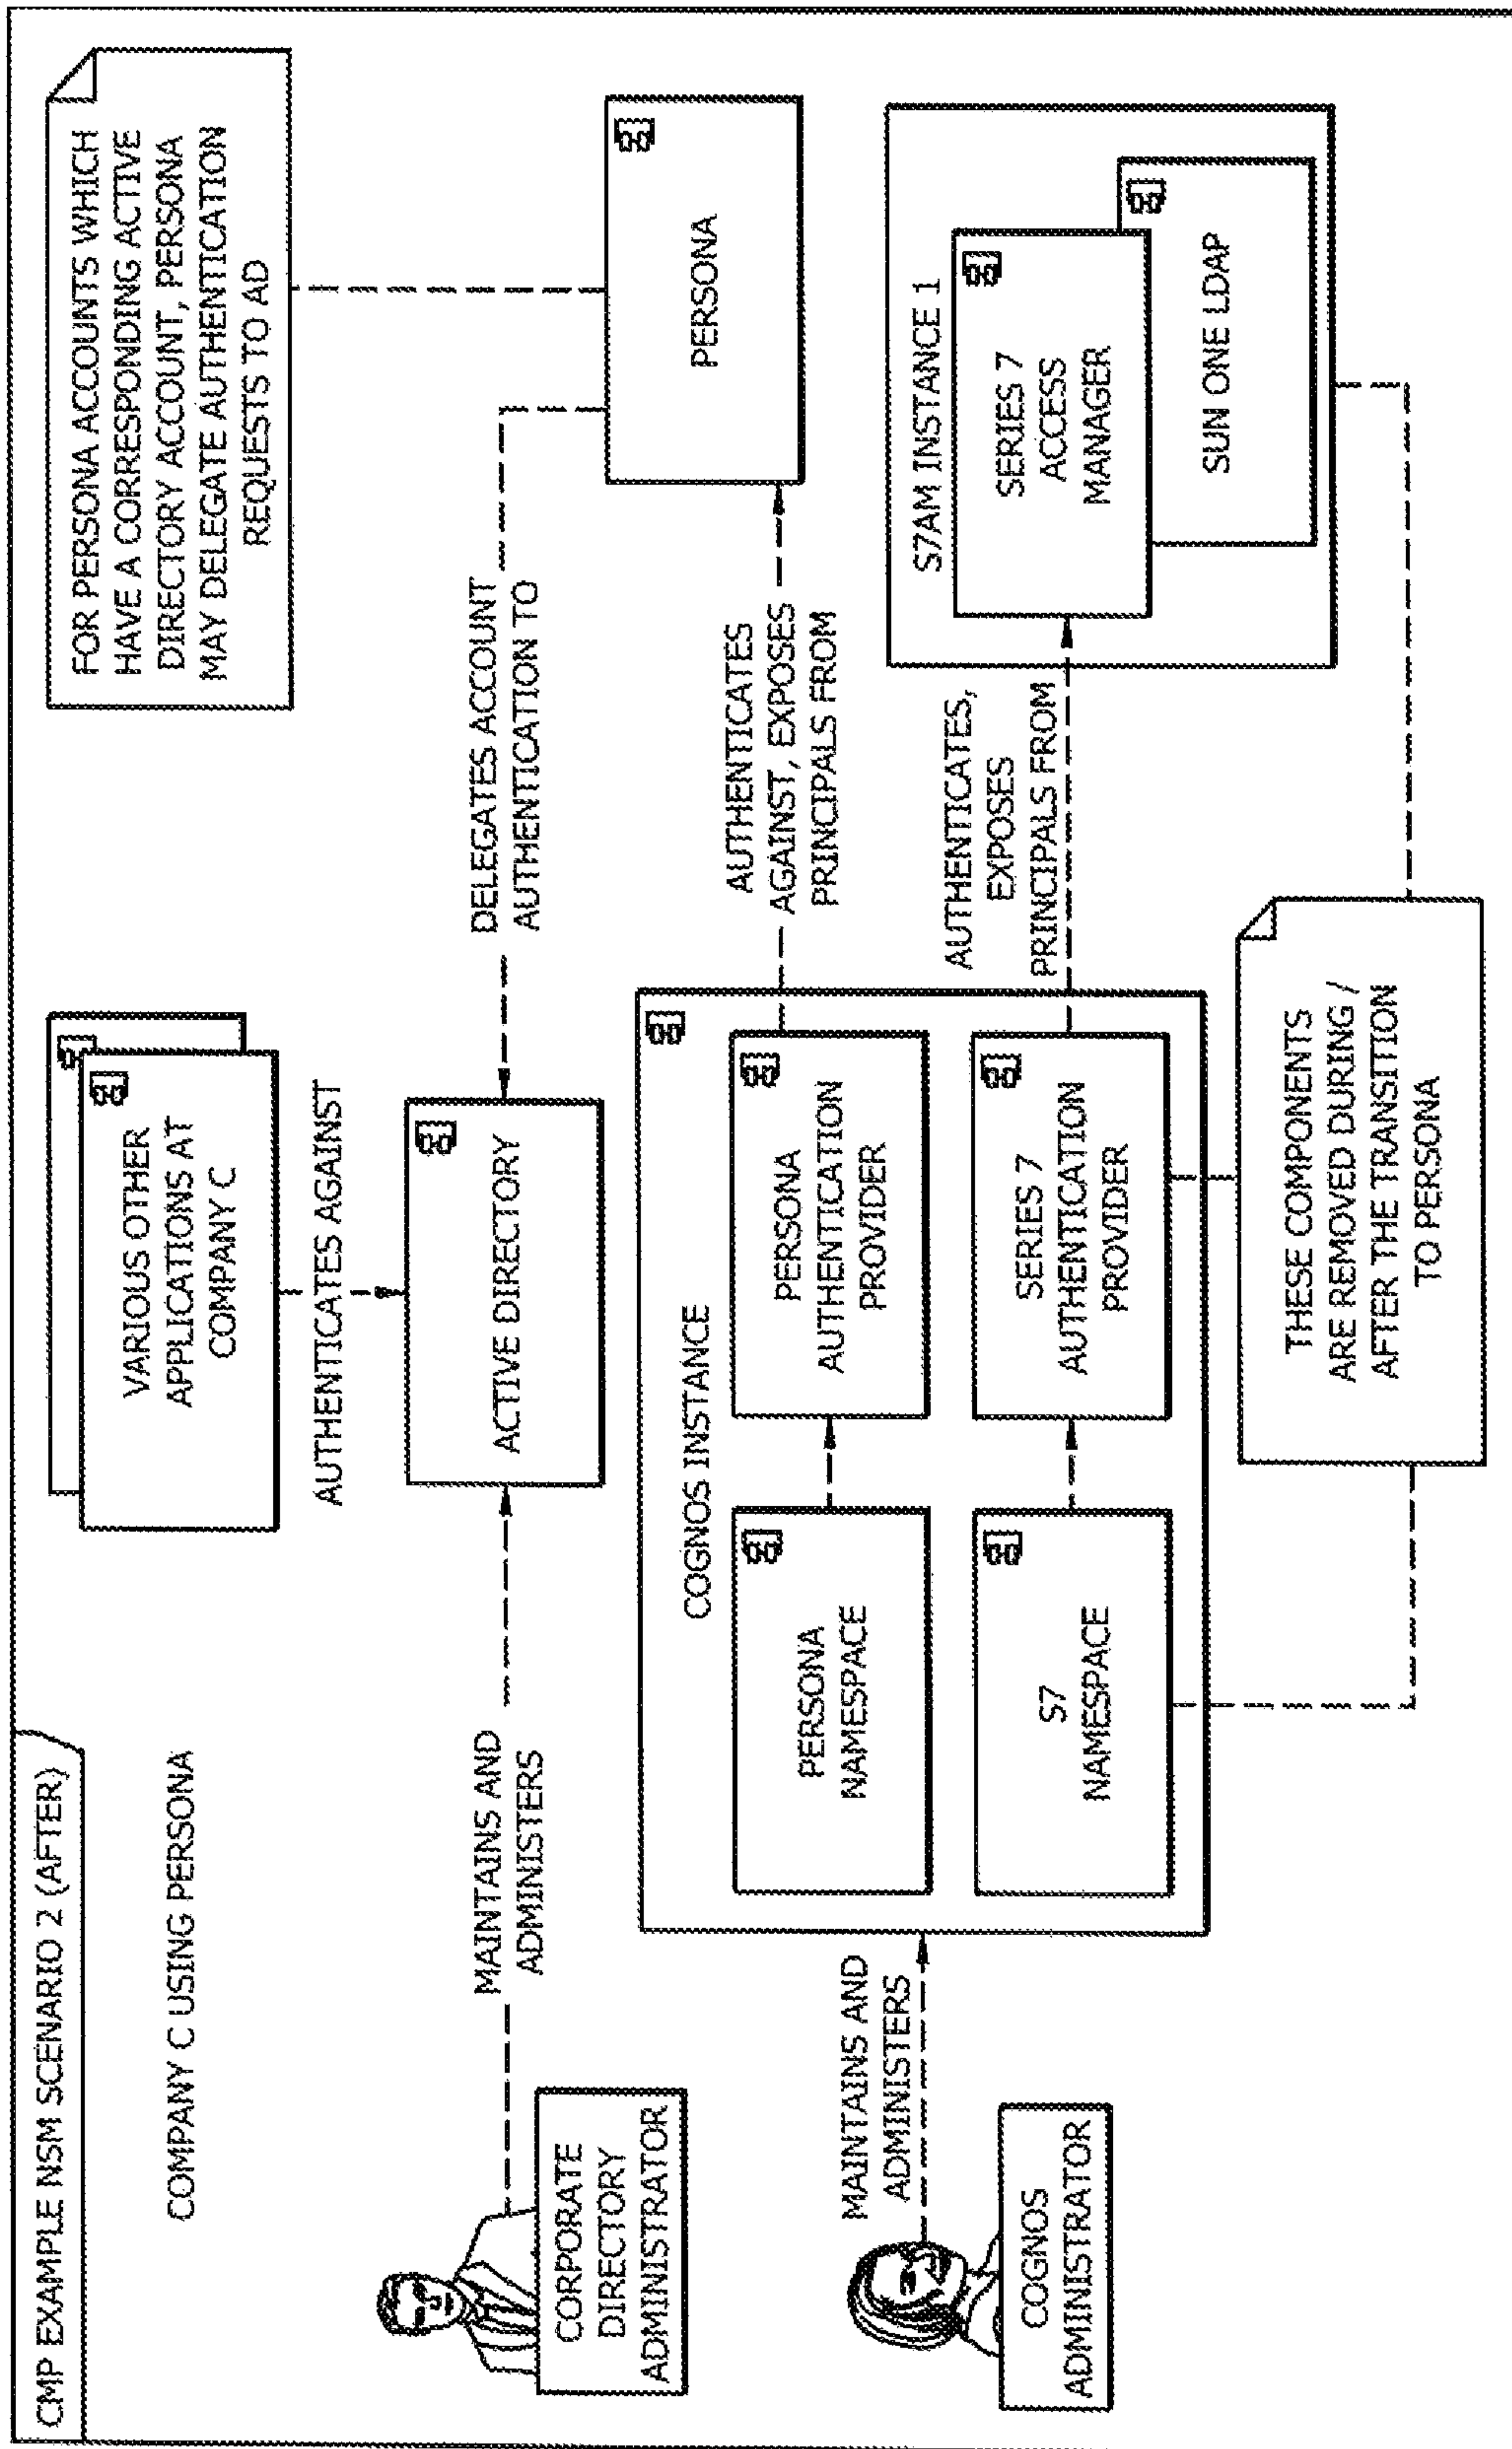 CMP EXAMPLE NSM SCENARIO 2 (AFTER)
COMPANY C USING PERSONA
VARIOUS OTHER
APPLICATIONS AT
COMPANY C
FOR PERSONA ACCOUNTS WHICH
HAVE A CORRESPONDING ACTIVE
DIRECTORY ACCOUNT, PERSONA
MAY DELEGATE AUTHENTICATION
REQUESTS TO AD
AUTHENTICATES AGAINST
CORPORATE
DIRECTORY
ADMINISTRATOR
MAINTAINS AND
ADMINISTERS
ACTIVE DIRECTORY
DELEGATES ACCOUNT
AUTHENTICATION TO
PERSONA
COGNOS INSTANCE
PERSONA
NAMESPACE
PERSONA
AUTHENTICATION
PROVIDER
AUTHENTICATES
AGAINST, EXPOSES
PRINCIPALS FROM
COGNOS
ADMINISTRATOR
MAINTAINS AND
ADMINISTERS
S7
NAMESPACE
SERIES 7
AUTHENTICATION
PROVIDER
AUTHENTICATES,
EXPOSES
PRINCIPALS FROM
S7AM INSTANCE 1
SERIES 7
ACCESS
MANAGER
SUN ONE LDAP
THESE COMPONENTS
ARE REMOVED DURING /
AFTER THE TRANSITION
TO PERSONA